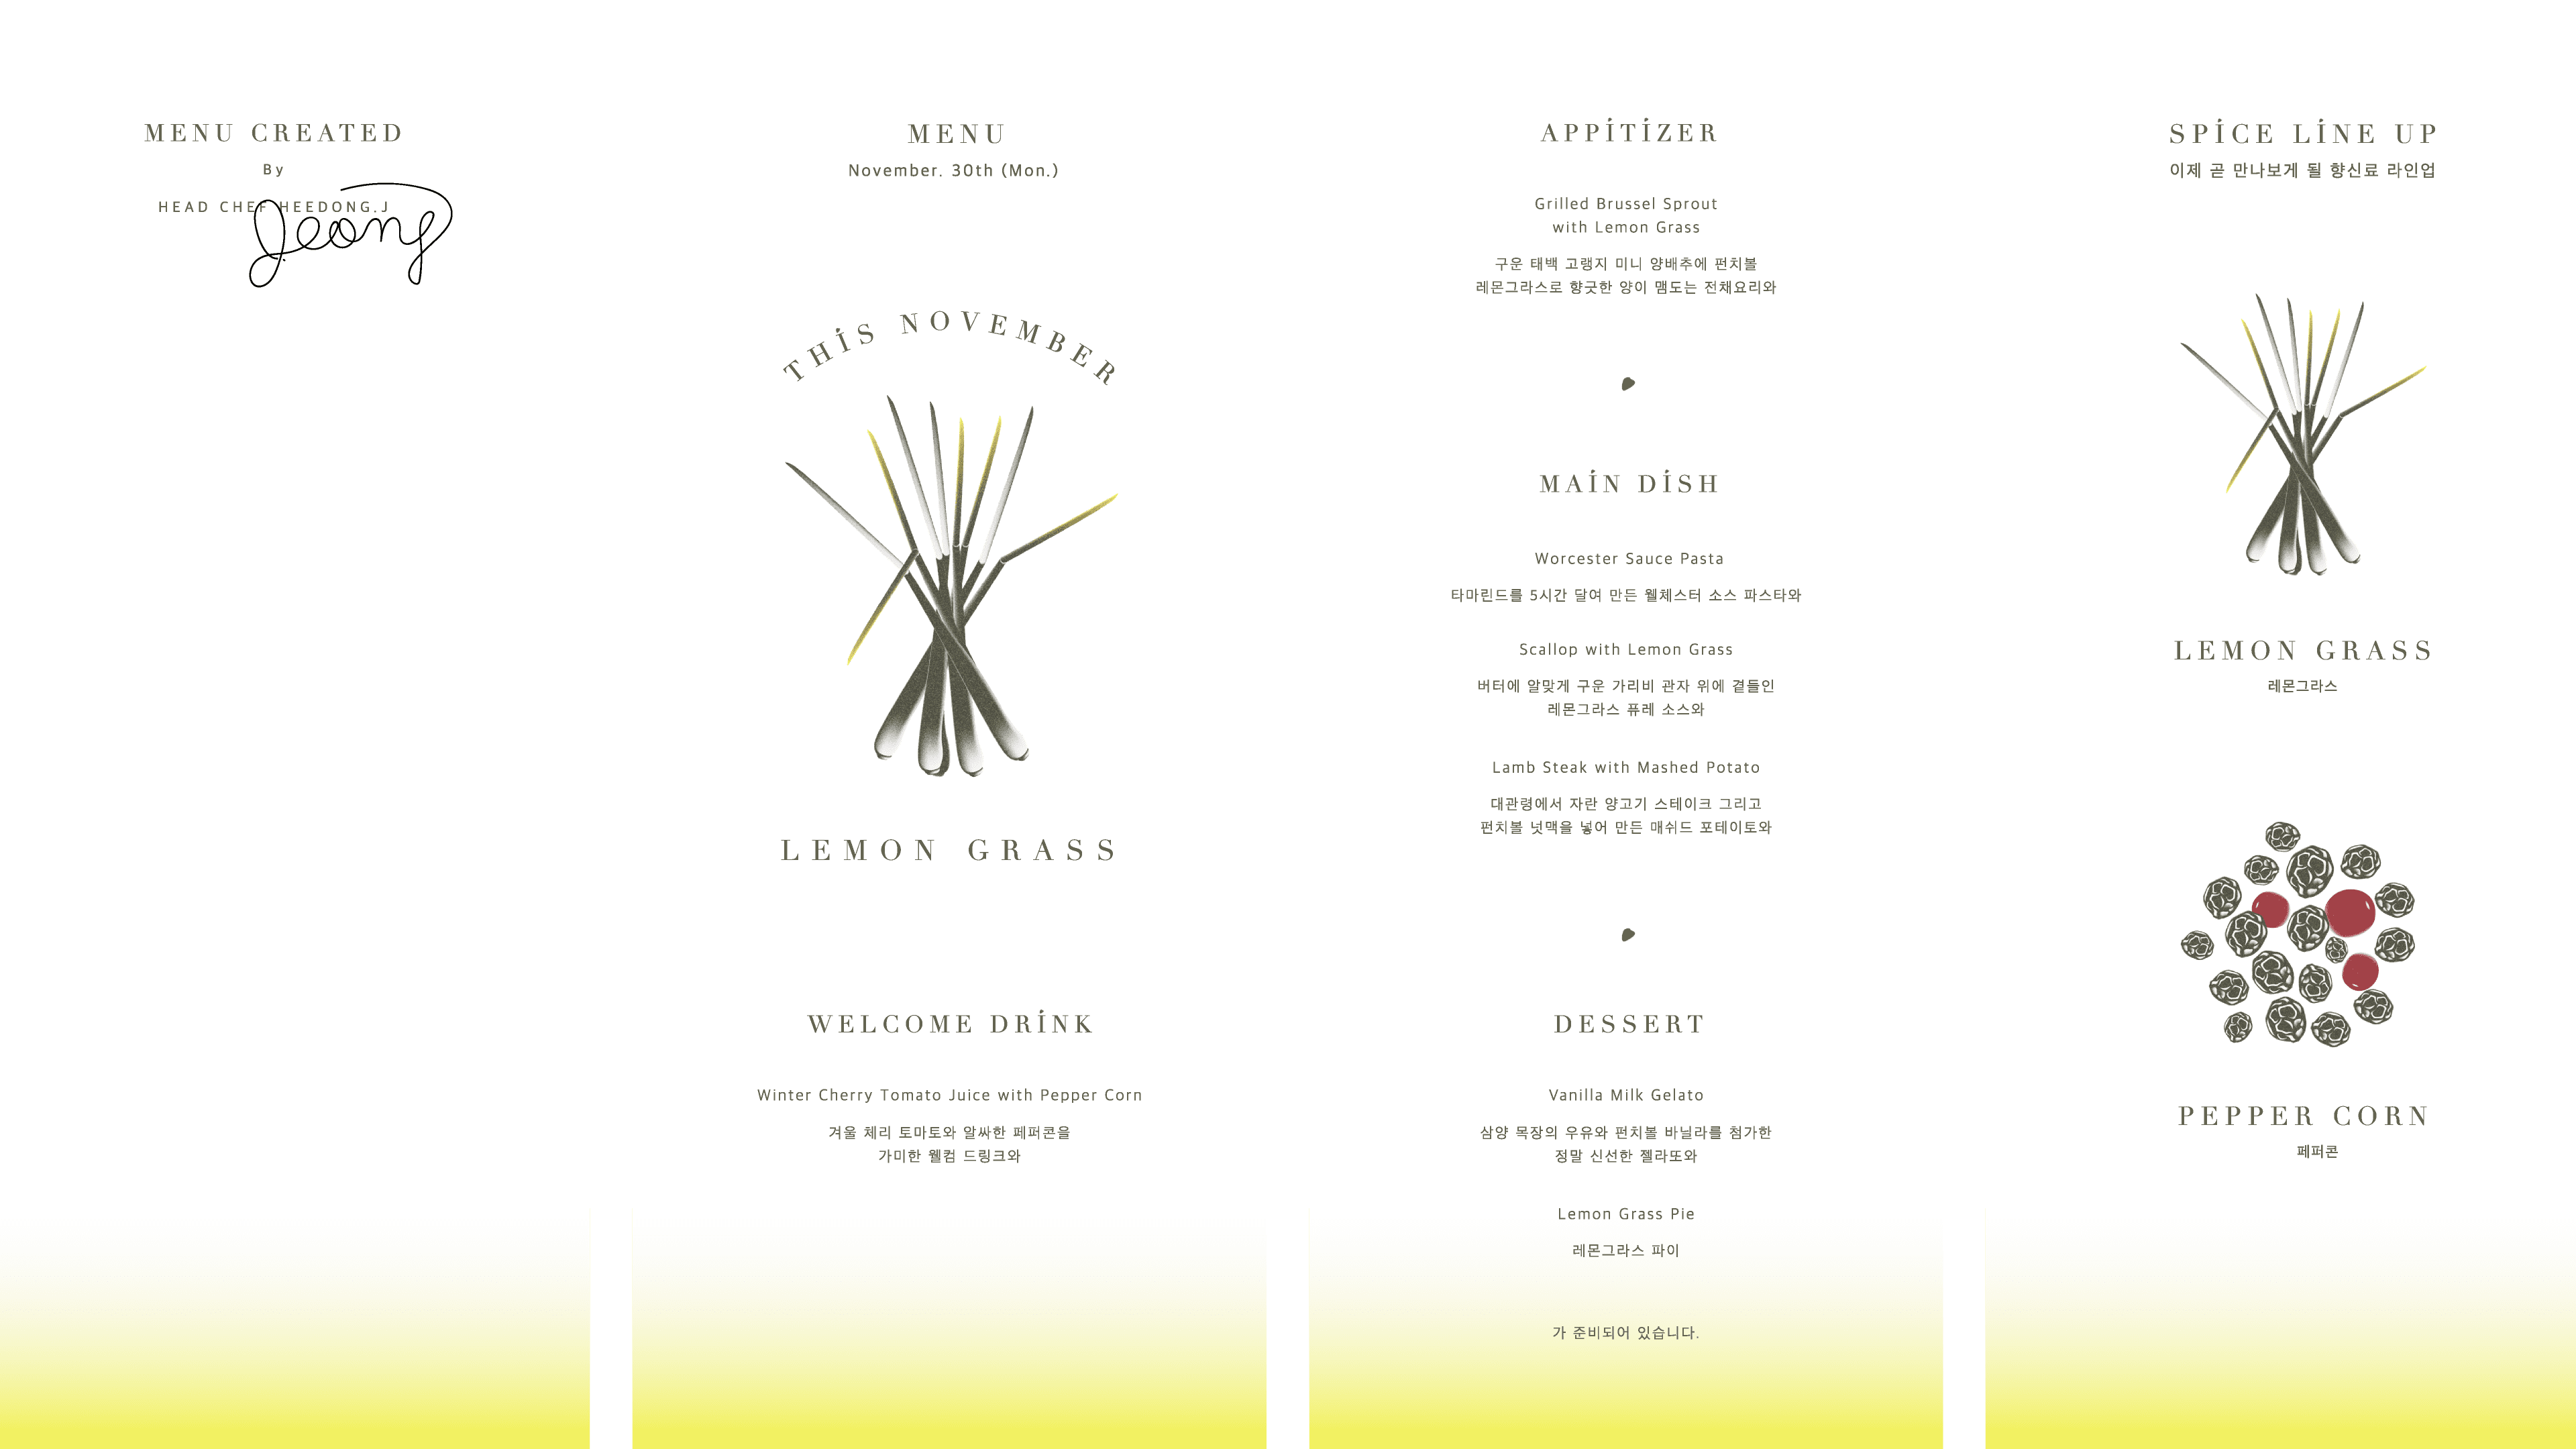 MENU CREATED
By
HEAD CHEF HEEDONG.J
Jeong
MENU
November. 30th (Mon.)
THİS NOVEMBER
LEMON GRASS
WELCOME DRİNK
Winter Cherry Tomato Juice with Pepper Corn
겨울 체리 토마토와 알싸한 페퍼콘을
가미한 웰컴 드링크와
APPİTİZER
Grilled Brussel Sprout
with Lemon Grass
구운 태백 고랭지 미니 양배추에 펀치볼
레몬그라스로 향긋한 양이 맴도는 전채요리와
MAİN DİSH
Worcester Sauce Pasta
타마린드를 5시간 달여 만든 웰체스터 소스 파스타와
Scallop with Lemon Grass
버터에 알맞게 구운 가리비 관자 위에 곁들인
레몬그라스 퓨레 소스와
Lamb Steak with Mashed Potato
대관령에서 자란 양고기 스테이크 그리고
펀치볼 넛맥을 넣어 만든 매쉬드 포테이토와
DESSERT
Vanilla Milk Gelato
삼양 목장의 우유와 펀치볼 바닐라를 첨가한
정말 신선한 젤라또와
Lemon Grass Pie
레몬그라스 파이
가 준비되어 있습니다.
SPİCE LİNE UP
이제 곧 만나보게 될 향신료 라인업
LEMON GRASS
레몬그라스
PEPPER CORN
페퍼콘